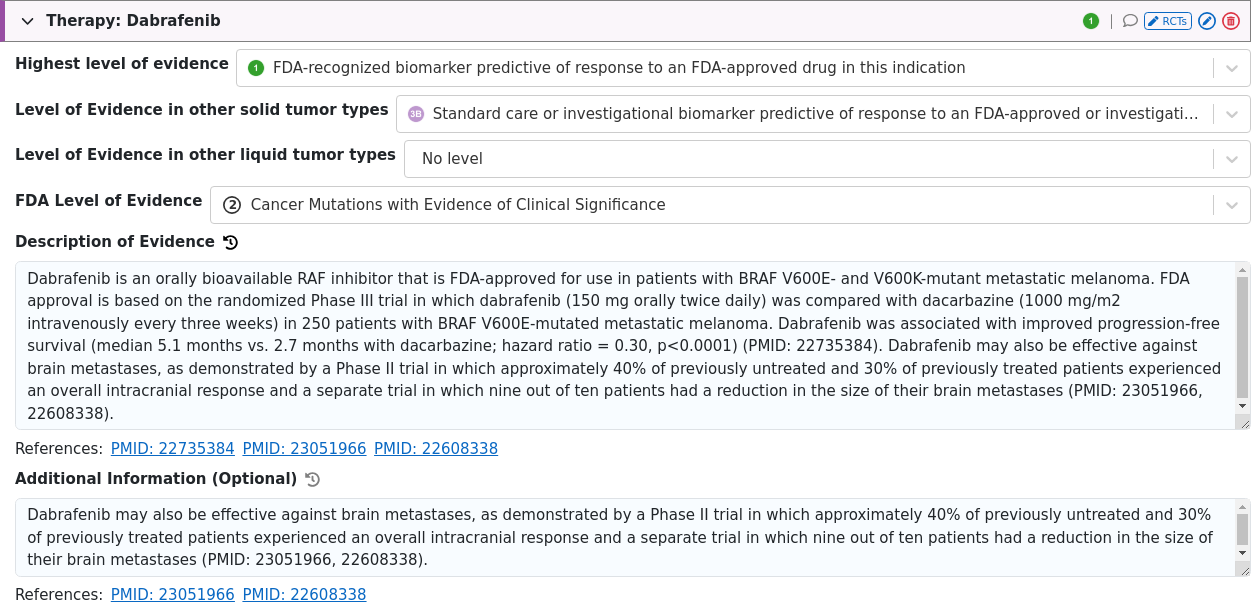 Therapy: Dabrafenib
1
RCTs
Highest level of evidence
1 FDA-recognized biomarker predictive of response to an FDA-approved drug in this indication
Level of Evidence in other solid tumor types
3B Standard care or investigational biomarker predictive of response to an FDA-approved or investigati...
Level of Evidence in other liquid tumor types
No level
FDA Level of Evidence
2 Cancer Mutations with Evidence of Clinical Significance
Description of Evidence
Dabrafenib is an orally bioavailable RAF inhibitor that is FDA-approved for use in patients with BRAF V600E- and V600K-mutant metastatic melanoma. FDA
approval is based on the randomized Phase III trial in which dabrafenib (150 mg orally twice daily) was compared with dacarbazine (1000 mg/m2
intravenously every three weeks) in 250 patients with BRAF V600E-mutated metastatic melanoma. Dabrafenib was associated with improved progression-free
survival (median 5.1 months vs. 2.7 months with dacarbazine; hazard ratio = 0.30, p<0.0001) (PMID: 22735384). Dabrafenib may also be effective against
brain metastases, as demonstrated by a Phase II trial in which approximately 40% of previously untreated and 30% of previously treated patients experienced
an overall intracranial response and a separate trial in which nine out of ten patients had a reduction in the size of their brain metastases (PMID: 23051966,
22608338).
References: PMID: 22735384 PMID: 23051966 PMID: 22608338
Additional Information (Optional)
Dabrafenib may also be effective against brain metastases, as demonstrated by a Phase II trial in which approximately 40% of previously untreated and 30%
of previously treated patients experienced an overall intracranial response and a separate trial in which nine out of ten patients had a reduction in the size of
their brain metastases (PMID: 23051966, 22608338).
References: PMID: 23051966 PMID: 22608338